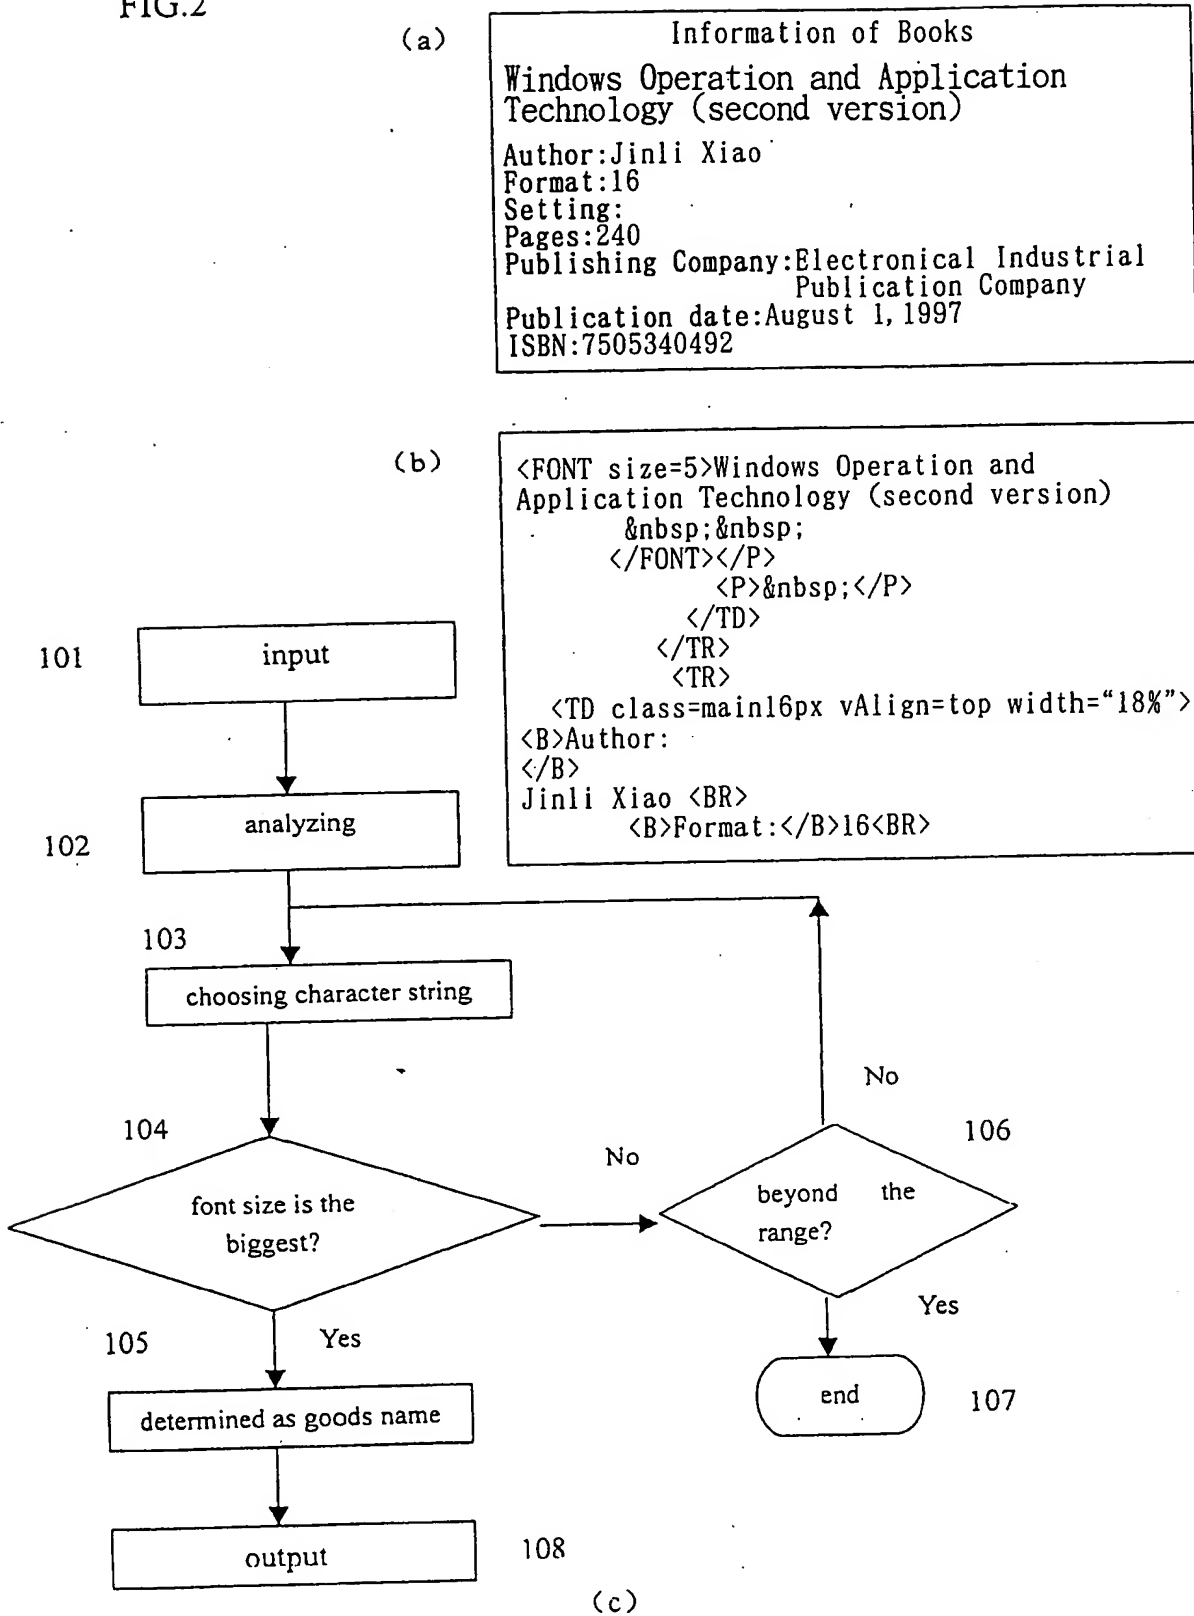 FIG.2
(a)
Information of Books
Windows Operation and Application
Technology (second version)
Author:Jinli Xiao
Format:16
Setting:
Pages:240
Publishing Company:Electronical Industrial
Publication Company
Publication date:August 1,1997
ISBN:7505340492
(b)
<FONT size=5>Windows Operation and
Application Technology (second version)
&nbsp;&nbsp;
</FONT></P>
<P>&nbsp;</P>
</TD>
</TR>
<TR>
<TD class=main16px vAlign=top width=“18%”>
<B>Author:
</B>
Jinli Xiao <BR>
<B>Format:</B>16<BR>
101
input
102
analyzing
103
choosing character string
104
font size is the
biggest?
No
106
beyond the
range?
No
Yes
105
Yes
determined as goods name
end
107
output
108
(c)